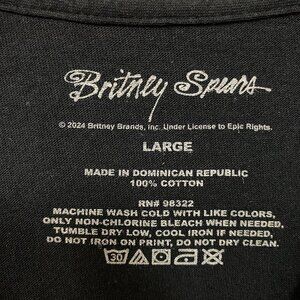 Britney Spears
© 2024 Britney Brands, Inc. Under License to Epic Rights.
LARGE
MADE IN DOMINICAN REPUBLIC
100% COTTON
RN# 98322
MACHINE WASH COLD WITH LIKE COLORS,
ONLY NON-CHLORINE BLEACH WHEN NEEDED,
TUMBLE DRY LOW, COOL IRON IF NEEDED,
DO NOT IRON ON PRINT, DO NOT DRY CLEAN.
30